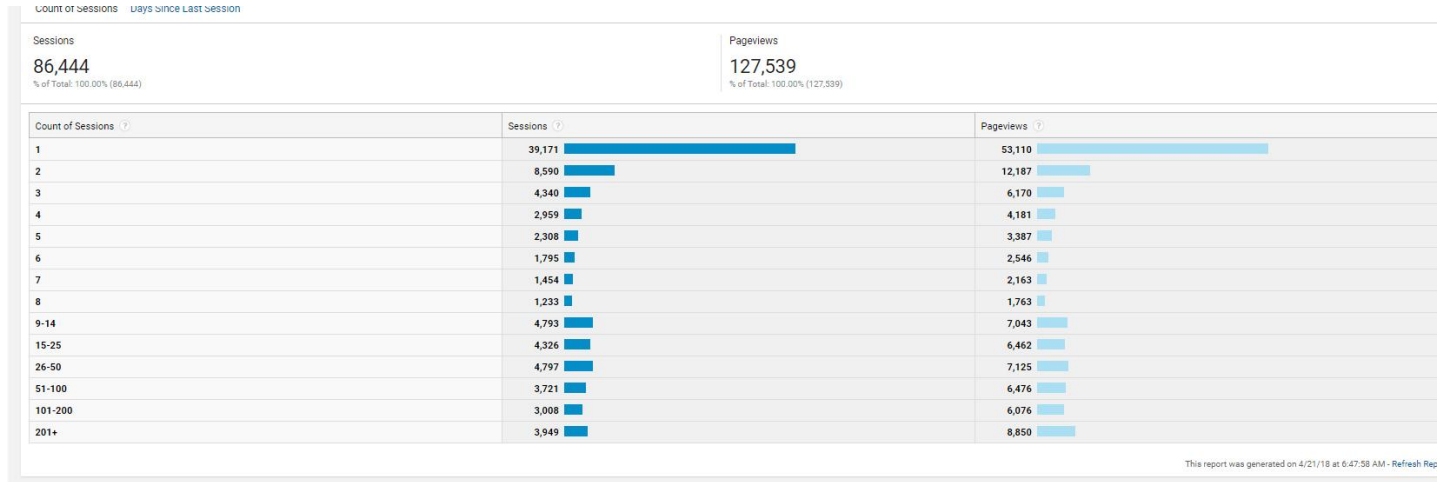 Count of Sessions Days Since Last Session
Sessions Pageviews
86,444 127,539
% of Total: 100.00% (86,444) % of Total: 100.00% (127,539)
Count of Sessions ? Sessions ? Pageviews ?
1 39,171 53,110
2 8,590 12,187
3 4,340 6,170
4 2,959 4,181
5 2,308 3,387
6 1,795 2,546
7 1,454 2,163
8 1,233 1,763
9-14 4,793 7,043
15-25 4,326 6,462
26-50 4,797 7,125
51-100 3,721 6,476
101-200 3,008 6,076
201+ 3,949 8,850
This report was generated on 4/21/18 at 6:47:58 AM - Refresh Rep